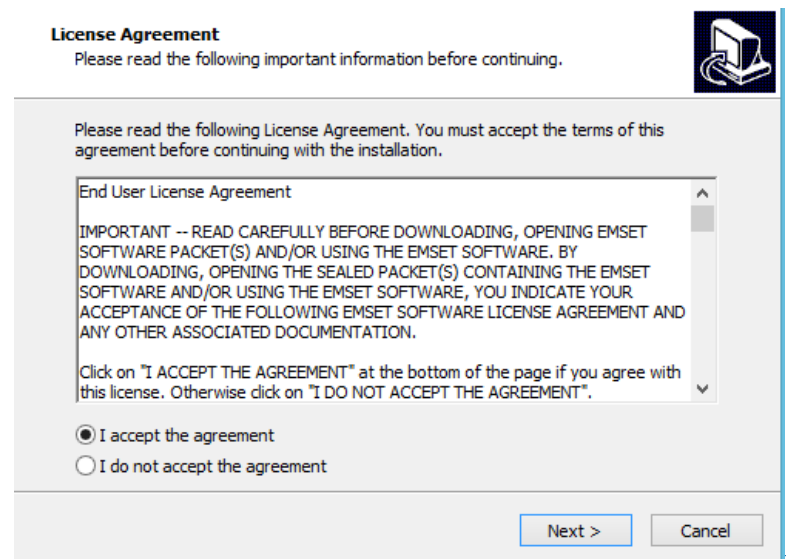 License Agreement
Please read the following important information before continuing.
Please read the following License Agreement. You must accept the terms of this
agreement before continuing with the installation.
End User License Agreement
IMPORTANT -- READ CAREFULLY BEFORE DOWNLOADING, OPENING EMSET
SOFTWARE PACKET(S) AND/OR USING THE EMSET SOFTWARE. BY
DOWNLOADING, OPENING THE SEALED PACKET(S) CONTAINING THE EMSET
SOFTWARE AND/OR USING THE EMSET SOFTWARE, YOU INDICATE YOUR
ACCEPTANCE OF THE FOLLOWING EMSET SOFTWARE LICENSE AGREEMENT AND
ANY OTHER ASSOCIATED DOCUMENTATION.
Click on "I ACCEPT THE AGREEMENT" at the bottom of the page if you agree with
this license. Otherwise click on "I DO NOT ACCEPT THE AGREEMENT".
I accept the agreement
I do not accept the agreement
Next > Cancel